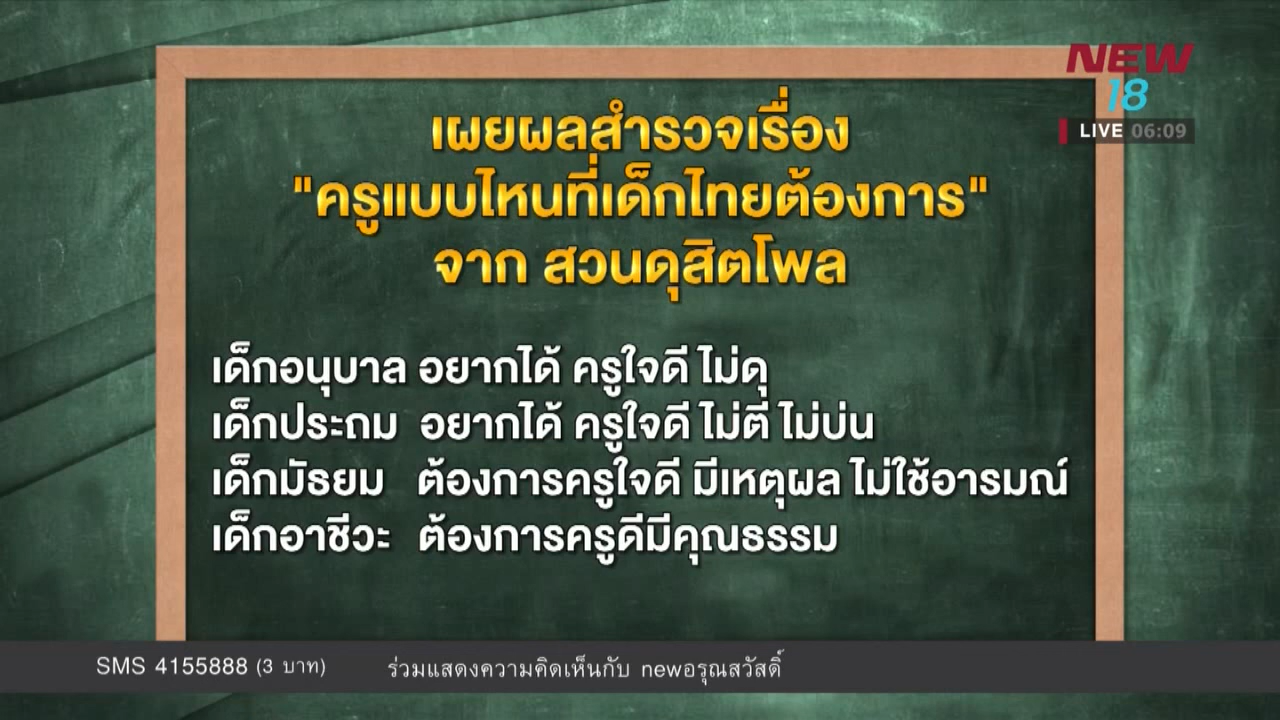 NEW
18
LIVE 06:09
เผยผลสำรวจเรื่อง
"ครูแบบไหนที่เด็กไทยต้องการ"
จาก สวนดุสิตโพล
เด็กอนุบาล อยากได้ ครูใจดี ไม่ดุ
เด็กประถม อยากได้ ครูใจดี ไม่ตี ไม่บ่น
เด็กมัธยม ต้องการครูใจดี มีเหตุผล ไม่ใช้อารมณ์
เด็กอาชีวะ ต้องการครูดีมีคุณธรรม
SMS 4155888 (3 บาท) ร่วมแสดงความคิดเห็นกับ newอรุณสวัสดิ์